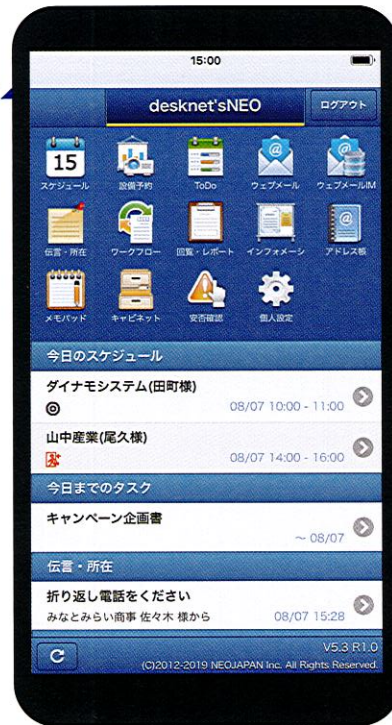 15:00
desknet'sNEO
ログアウト
15
スケジュール
設備予約
ToDo
ウェブメール
ウェブメールIM
伝言・所在
ワークフロー
回覧・レポート
インフォメーシ
アドレス帳
メモパッド
キャビネット
安否確認
個人設定
今日のスケジュール
ダイナモシステム(田町様)
08/07 10:00 - 11:00
山中産業(尾久様)
08/07 14:00 - 16:00
今日までのタスク
キャンペーン企画書
~ 08/07
伝言・所在
折り返し電話をください
みなとみらい商事 佐々木 様から
08/07 15:28
V5.3 R1.0
(C)2012-2019 NEOJAPAN Inc. All Rights Reserved.